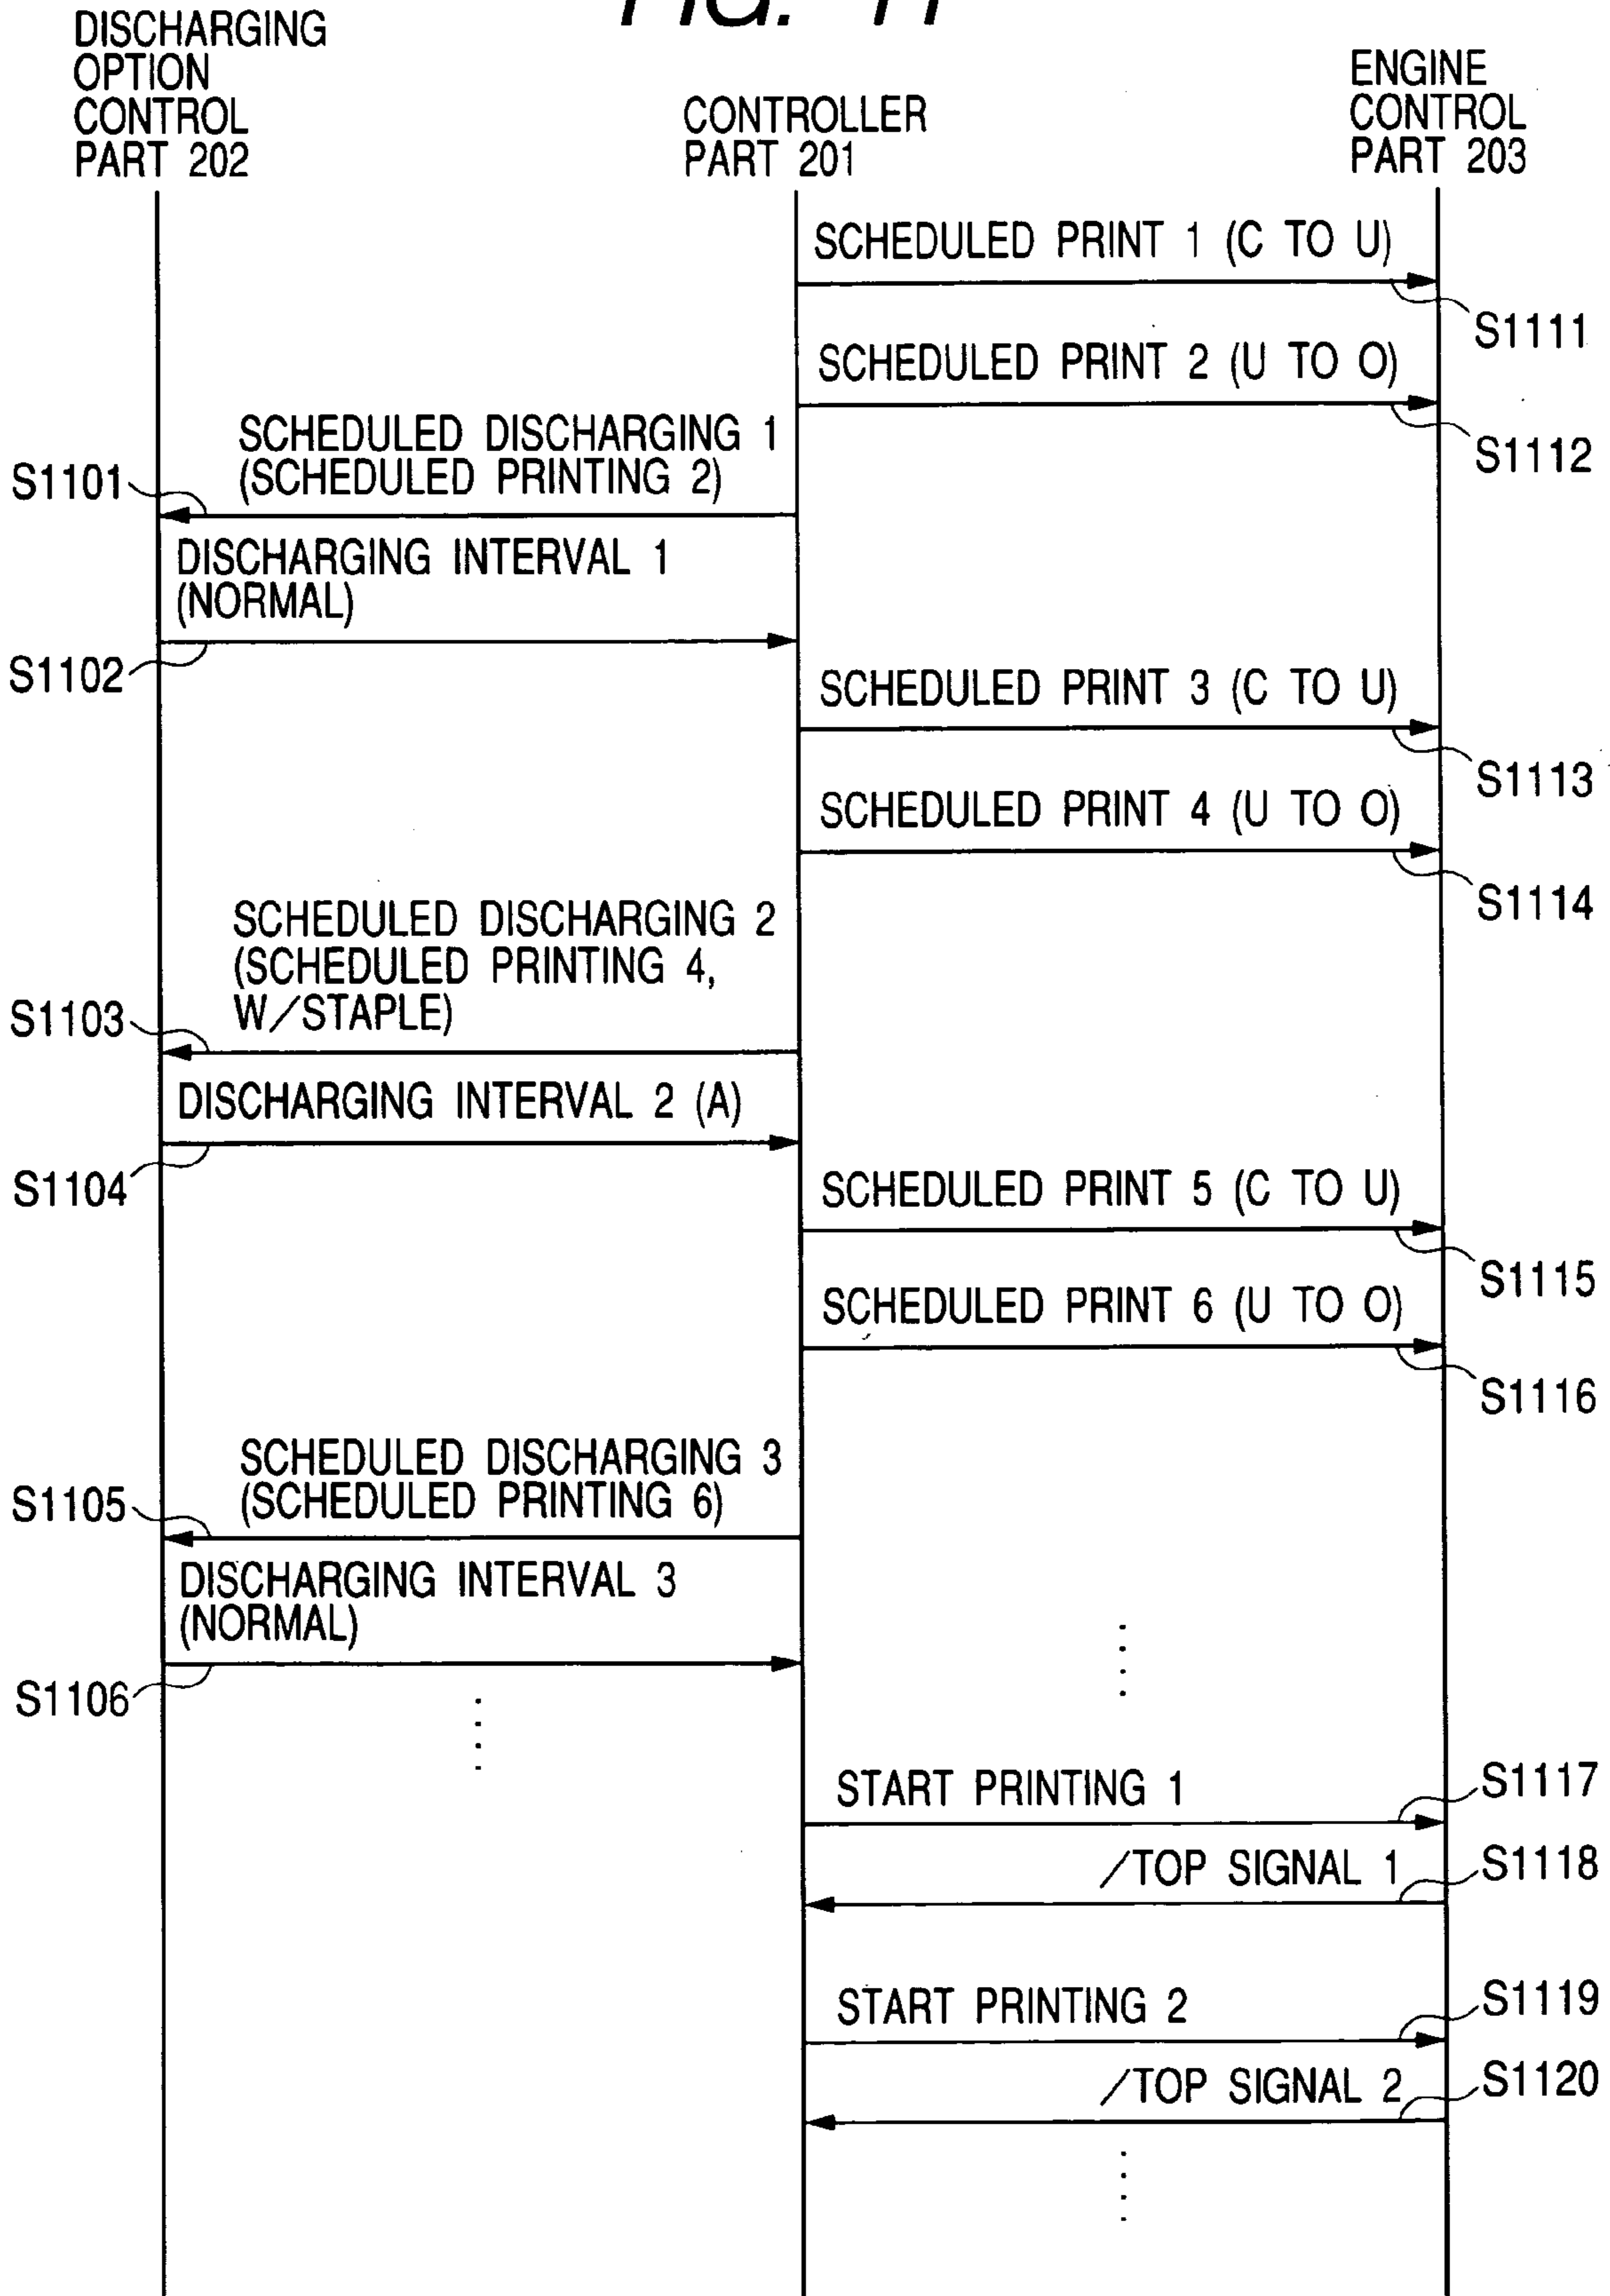 FIG. 11
DISCHARGING
OPTION
CONTROL
PART 202
CONTROLLER
PART 201
ENGINE
CONTROL
PART 203
SCHEDULED PRINT 1 (C TO U)
S1111
SCHEDULED PRINT 2 (U TO O)
S1112
SCHEDULED DISCHARGING 1
(SCHEDULED PRINTING 2)
S1101
DISCHARGING INTERVAL 1
(NORMAL)
S1102
SCHEDULED PRINT 3 (C TO U)
S1113
SCHEDULED PRINT 4 (U TO O)
S1114
SCHEDULED DISCHARGING 2
(SCHEDULED PRINTING 4,
W/STAPLE)
S1103
DISCHARGING INTERVAL 2 (A)
S1104
SCHEDULED PRINT 5 (C TO U)
S1115
SCHEDULED PRINT 6 (U TO O)
S1116
SCHEDULED DISCHARGING 3
(SCHEDULED PRINTING 6)
S1105
DISCHARGING INTERVAL 3
(NORMAL)
S1106
START PRINTING 1
S1117
/TOP SIGNAL 1
S1118
START PRINTING 2
S1119
/TOP SIGNAL 2
S1120